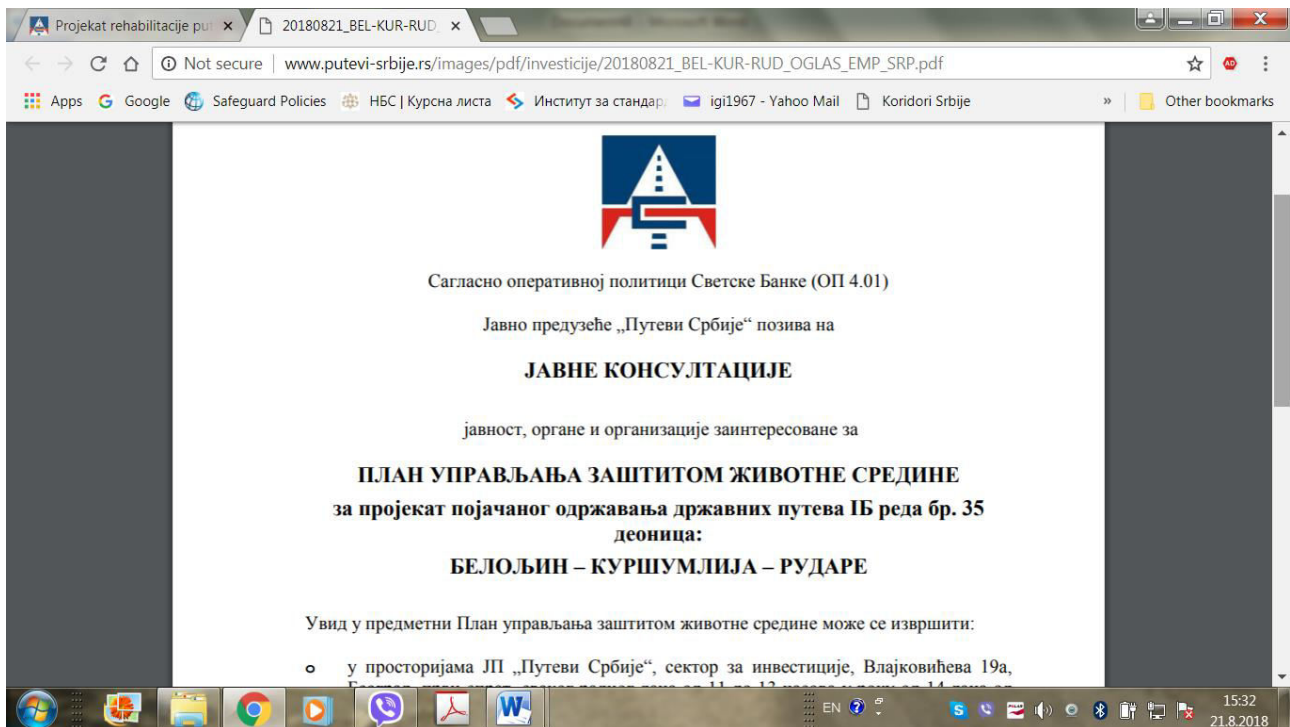 Projekat rehabilitacije pu
20180821_BEL-KUR-RUD_
Not secure | www.putevi-srbije.rs/images/pdf/investicije/20180821_BEL-KUR-RUD_OGLAS_EMP_SRP.pdf
Apps Google Safeguard Policies НБС | Курсна листа Институт за стандар igi1967 - Yahoo Mail Koridori Srbije » Other bookmarks
Сагласно оперативној политици Светске Банке (ОП 4.01)
Јавно предузеће „Путеви Србије“ позива на
ЈАВНЕ КОНСУЛТАЦИЈЕ
јавност, органе и организације заинтересоване за
ПЛАН УПРАВЉАЊА ЗАШТИТОМ ЖИВОТНЕ СРЕДИНЕ
за пројекат појачаног одржавања државних путева IБ реда бр. 35
деоница:
БЕЛОЉИН – КУРШУМЛИЈА – РУДАРЕ
Увид у предметни План управљања заштитом животне средине може се извршити:
о у просторијама ЈП „Путеви Србије“, сектор за инвестиције, Влајковићева 19а,
EN
15:32
21.8.2018